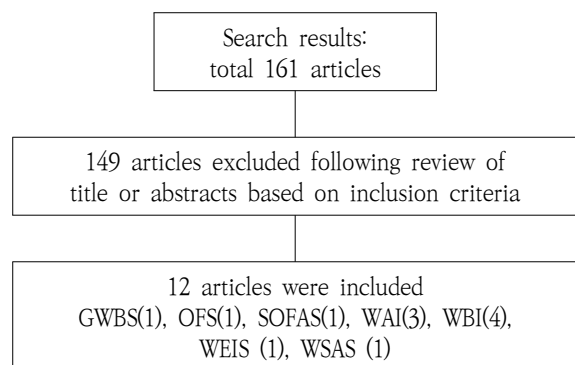 Search results:
total 161 articles
149 articles excluded following review of
title or abstracts based on inclusion criteria
12 articles were included
GWBS(1), OFS(1), SOFAS(1), WAI(3), WBI(4),
WEIS (1), WSAS (1)